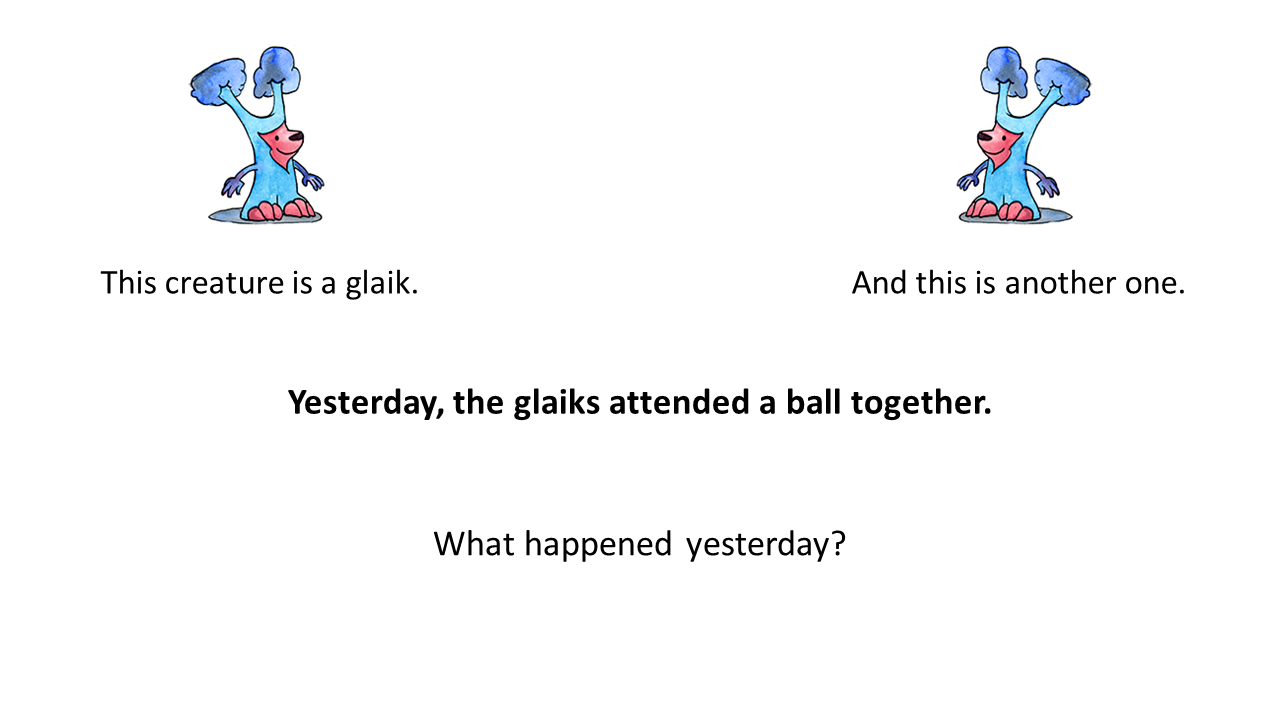 This creature is a glaik.
And this is another one.
Yesterday, the glaiks attended a ball together.
What happened yesterday?